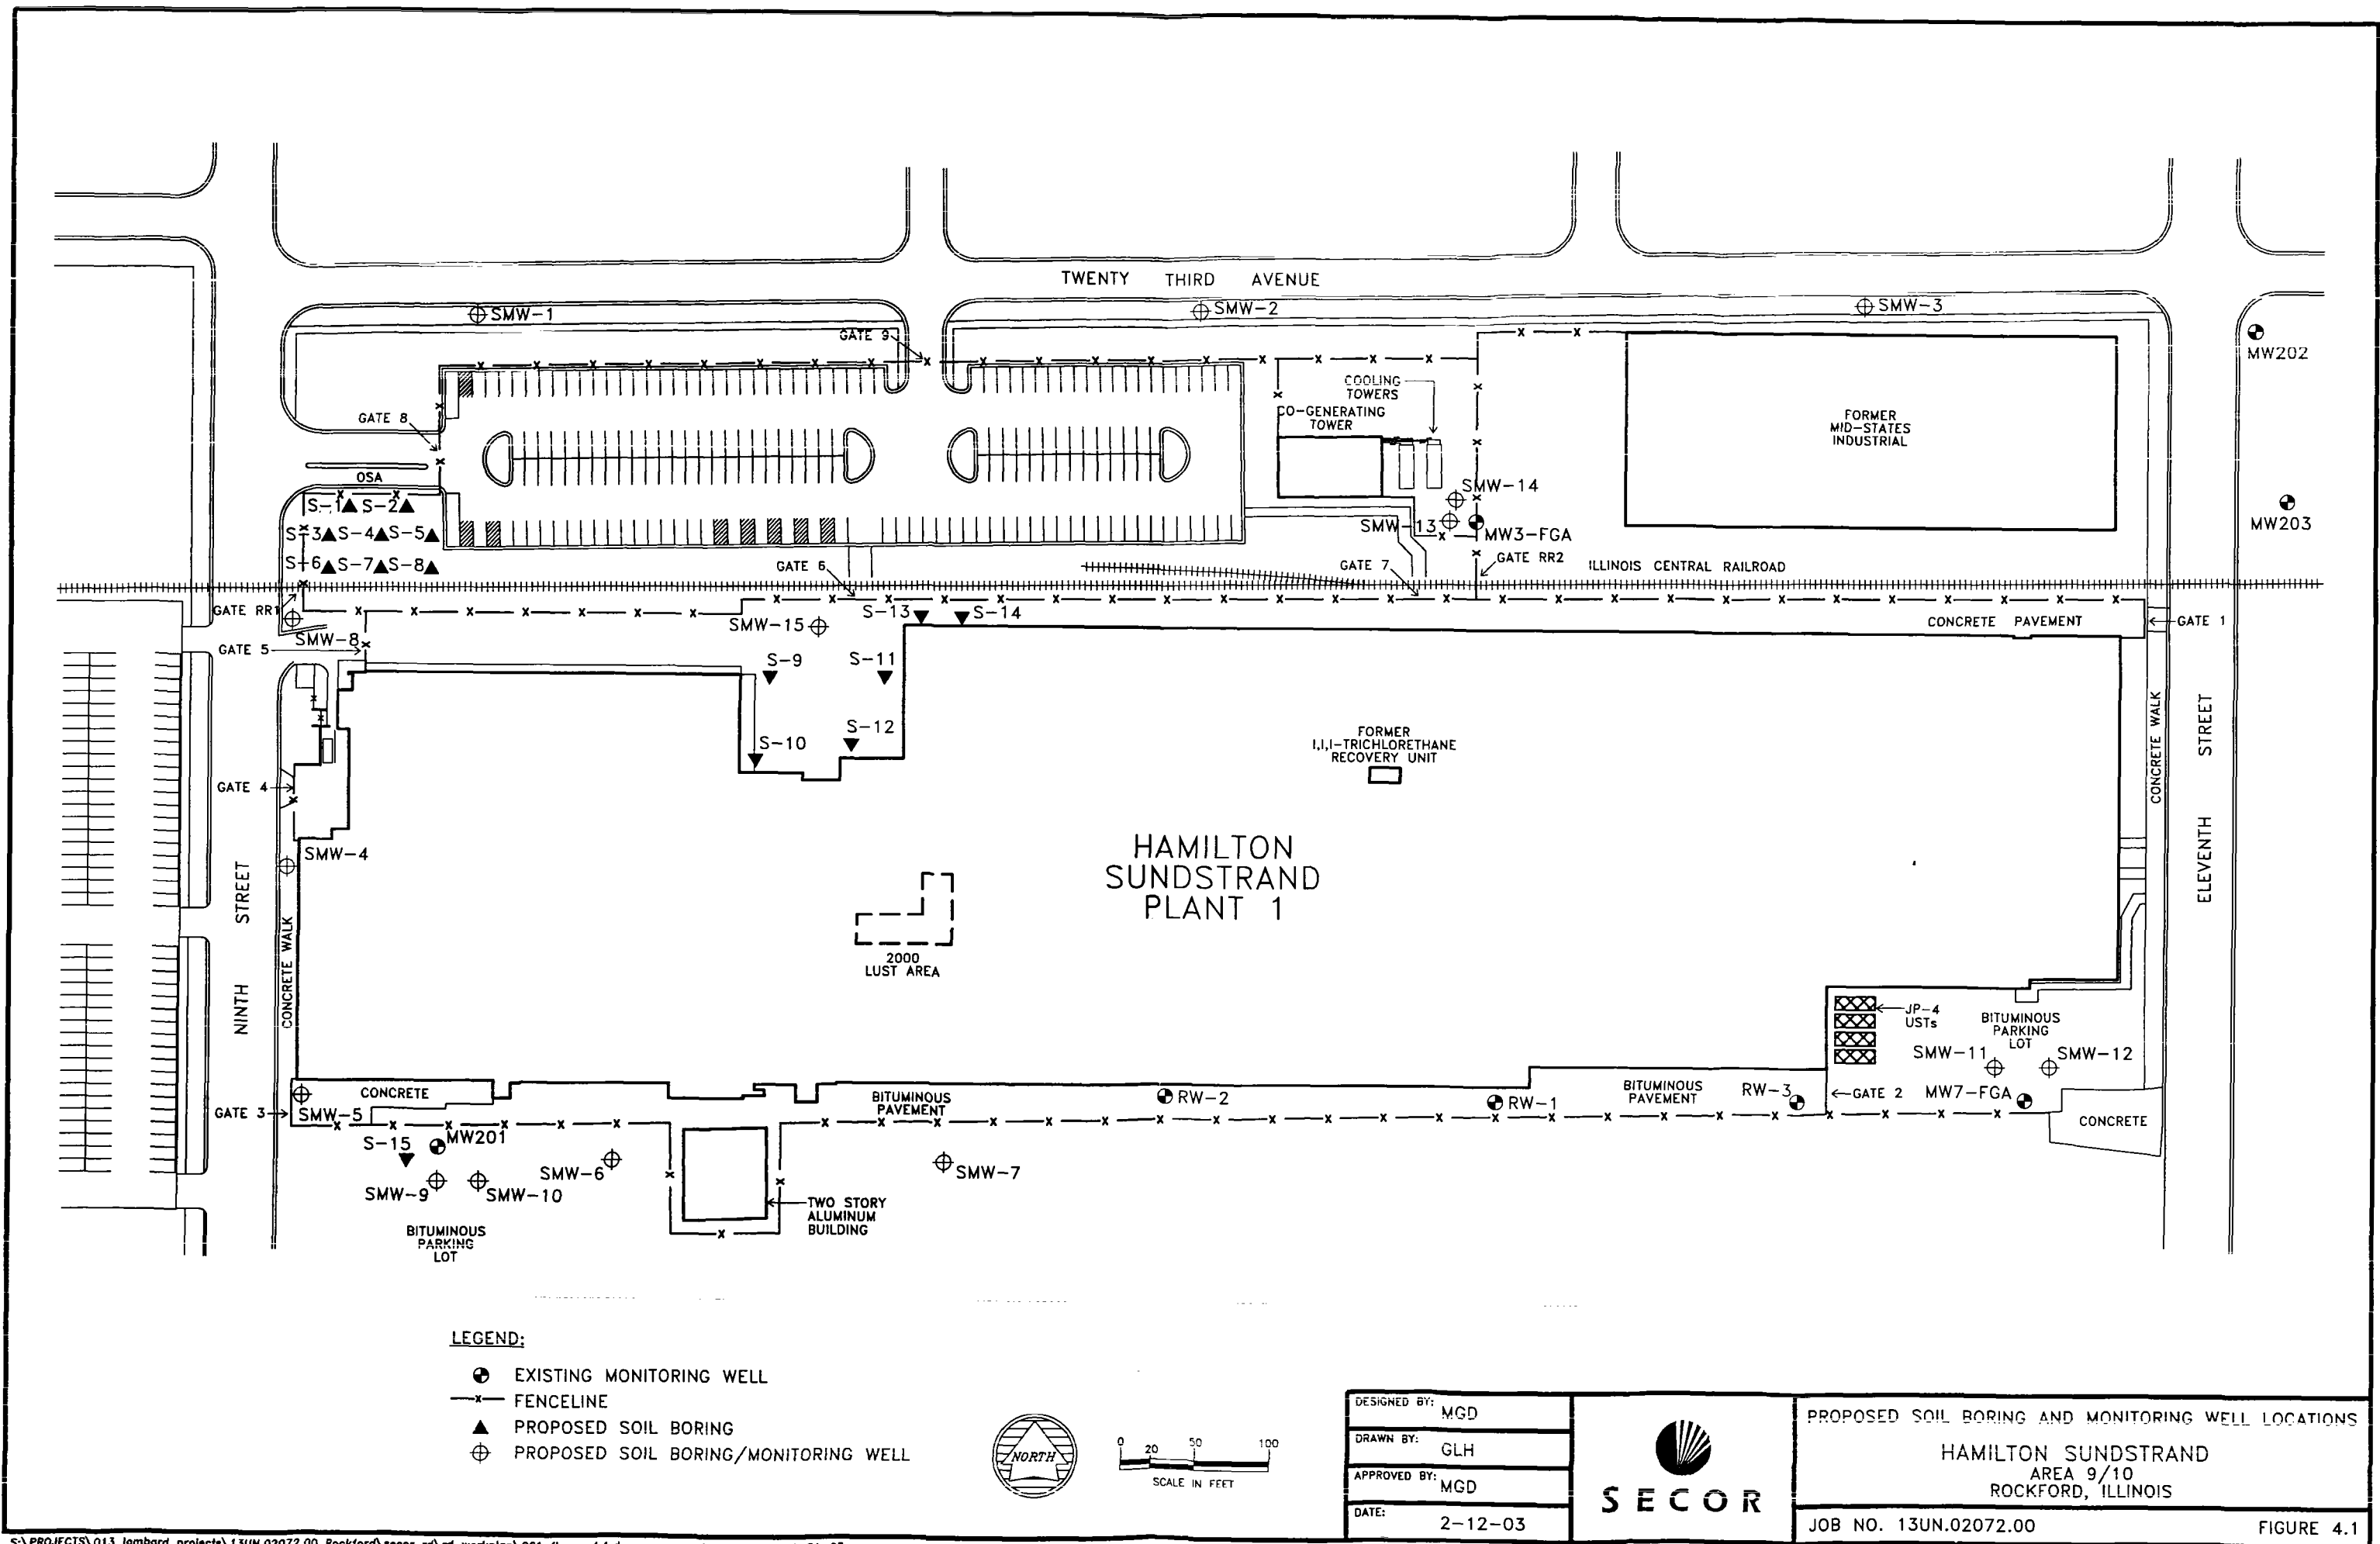 TWENTY THIRD AVENUE
SMW-1
SMW-2
SMW-3
GATE 9
MW202
COOLING
TOWERS
CO-GENERATING
TOWER
GATE 8
FORMER
MID-STATES
INDUSTRIAL
OSA
SMW-14
S-1 S-2
SMW-13
MW203
S-3 S-4 S-5
MW3-FGA
S-6 S-7 S-8
GATE 6
GATE 7
GATE RR2
ILLINOIS CENTRAL RAILROAD
GATE RR1
S-13
S-14
SMW-15
CONCRETE PAVEMENT
GATE 1
SMW-8
GATE 5
S-9
S-11
CONCRETE WALK
ELEVENTH STREET
S-12
S-10
FORMER
1,1,1-TRICHLORETHANE
RECOVERY UNIT
GATE 4
SMW-4
HAMILTON
SUNDSTRAND
PLANT 1
NINTH STREET
CONCRETE WALK
2000
LUST AREA
JP-4
USTs
BITUMINOUS
PARKING
LOT
SMW-11
SMW-12
CONCRETE
BITUMINOUS
PAVEMENT
RW-2
RW-1
BITUMINOUS
PAVEMENT
RW-3
GATE 2
MW7-FGA
GATE 3
SMW-5
CONCRETE
S-15
MW201
SMW-6
SMW-7
SMW-9
SMW-10
TWO STORY
ALUMINUM
BUILDING
BITUMINOUS
PARKING
LOT
LEGEND:
EXISTING MONITORING WELL
x FENCELINE
PROPOSED SOIL BORING
PROPOSED SOIL BORING/MONITORING WELL
NORTH
0 20 50 100
SCALE IN FEET
DESIGNED BY: MGD
DRAWN BY: GLH
APPROVED BY: MGD
DATE: 2-12-03
SECOR
PROPOSED SOIL BORING AND MONITORING WELL LOCATIONS
HAMILTON SUNDSTRAND
AREA 9/10
ROCKFORD, ILLINOIS
JOB NO. 13UN.02072.00
FIGURE 4.1